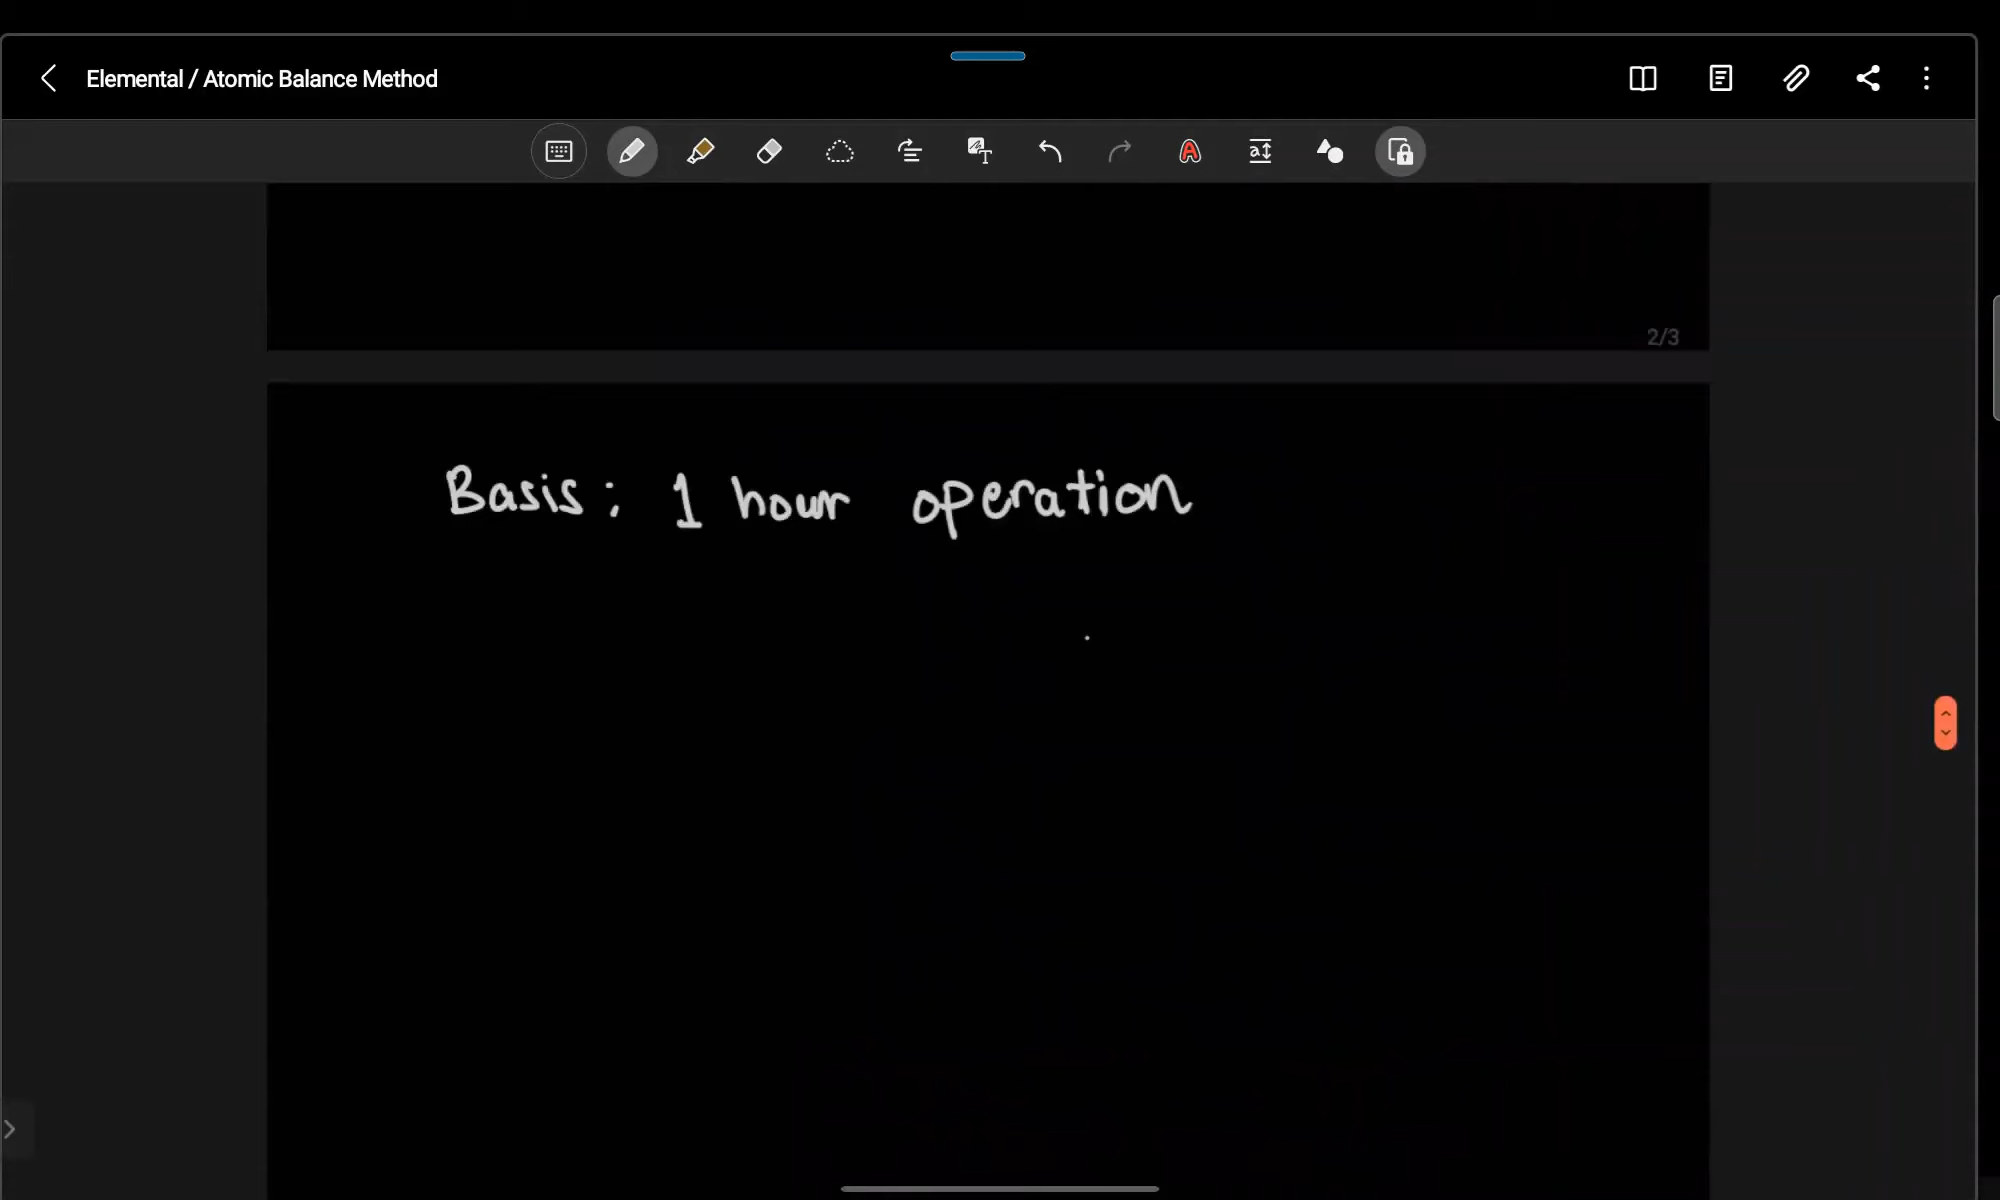 Elemental / Atomic Balance Method
2/3
Basis: 1 hour operation